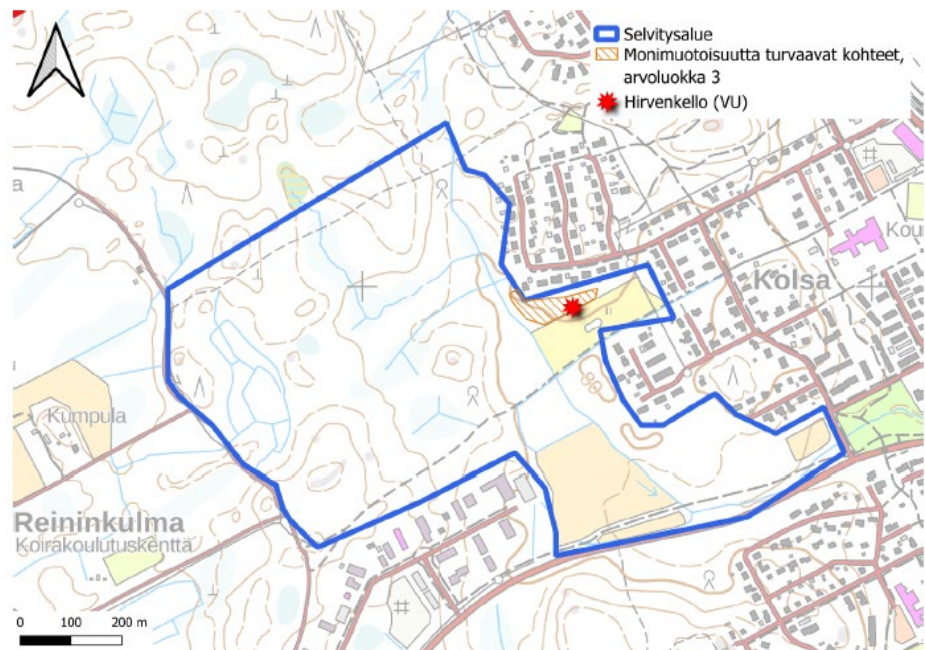 Selvitysalue
Monimuotoisuutta turvaavat kohteet,
arvoluokka 3
Hirvenkello (VU)
a
Kou
Kolsa
Kumpula
Reininkulma
Koirakoulutuskenttä
0 100 200 m